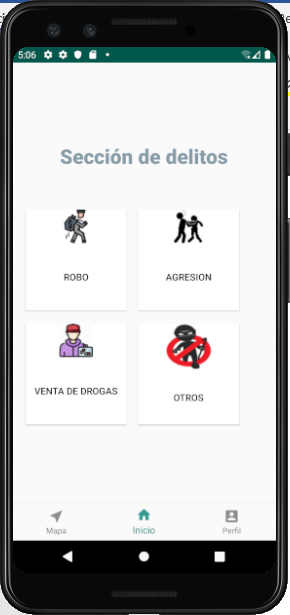 5:06
Sección de delitos
ROBO
AGRESION
VENTA DE DROGAS
OTROS
Mapa
Inicio
Perfil